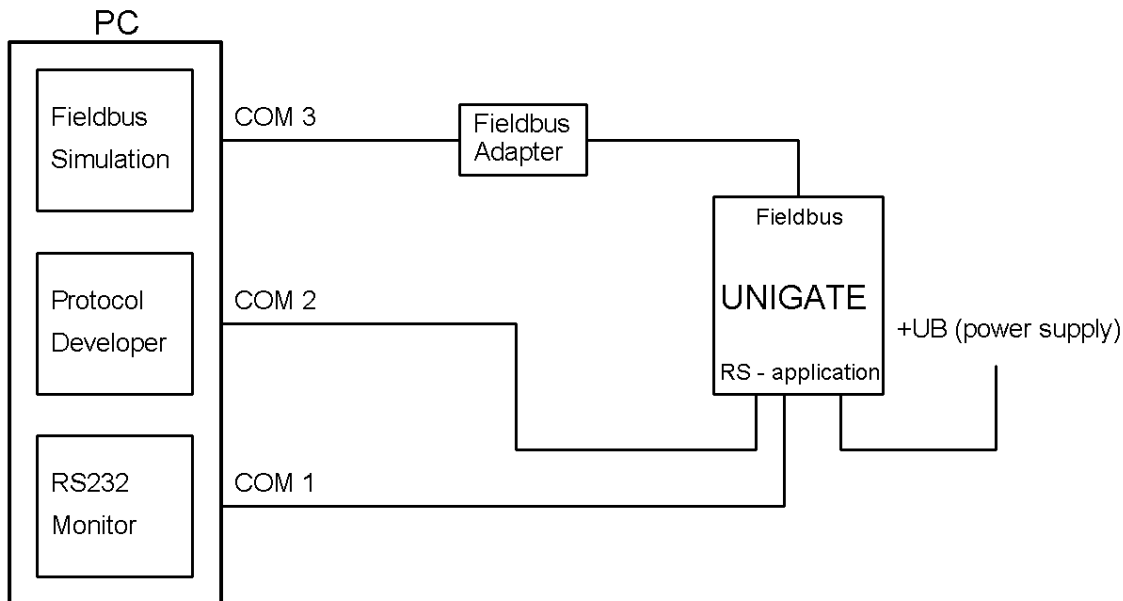 PC
Fieldbus
Simulation
COM 3
Fieldbus
Adapter
Fieldbus
UNIGATE
RS - application
+UB (power supply)
Protocol
Developer
COM 2
RS232
Monitor
COM 1